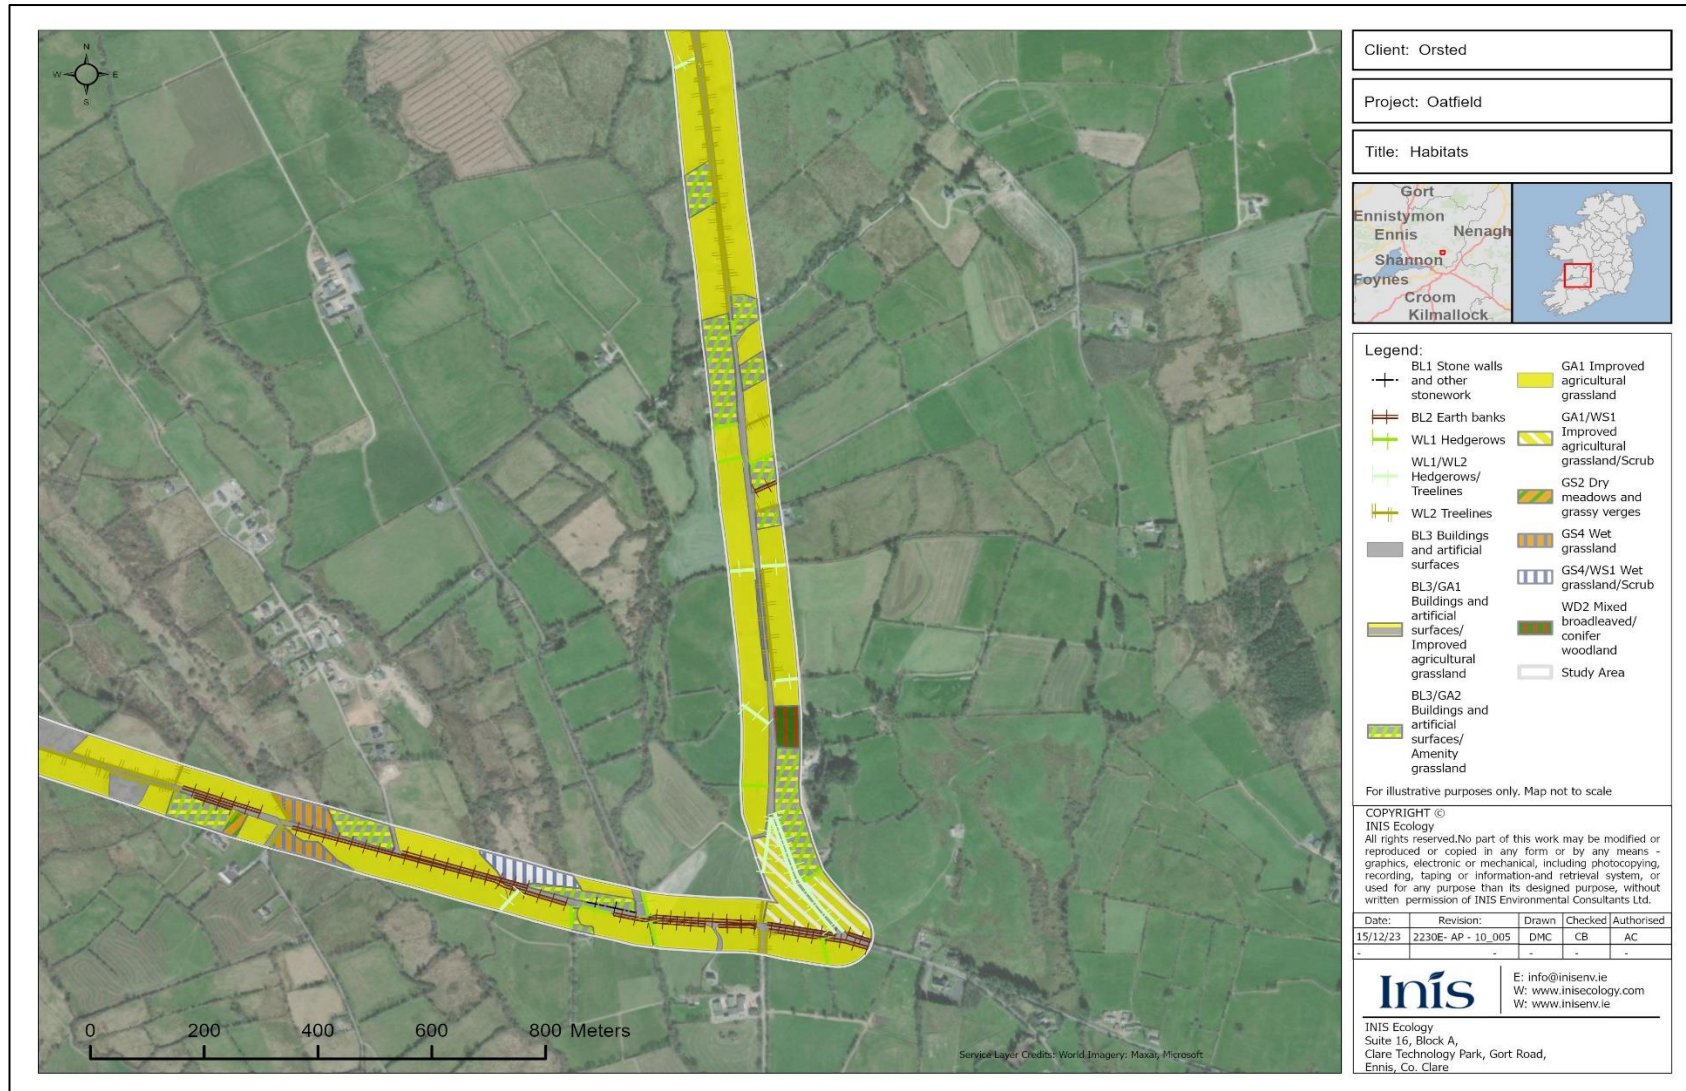 N
W
E
S
0 200 400 600 800 Meters
Service Layer Credits: World Imagery: Maxar, Microsoft
Client: Orsted
Project: Oatfield
Title: Habitats
Gort
Ennistymon
Ennis
Nenagh
Shannon
Foynes
Croom
Kilmallock
Legend:
BL1 Stone walls
and other
stonework
BL2 Earth banks
WL1 Hedgerows
WL1/WL2
Hedgerows/
Treelines
WL2 Treelines
BL3 Buildings
and artificial
surfaces
BL3/GA1
Buildings and
artificial
surfaces/
Improved
agricultural
grassland
BL3/GA2
Buildings and
artificial
surfaces/
Amenity
grassland
GA1 Improved
agricultural
grassland
GA1/WS1
Improved
agricultural
grassland/Scrub
GS2 Dry
meadows and
grassy verges
GS4 Wet
grassland
GS4/WS1 Wet
grassland/Scrub
WD2 Mixed
broadleaved/
conifer
woodland
Study Area
For illustrative purposes only. Map not to scale
COPYRIGHT ©
INIS Ecology
All rights reserved.No part of this work may be modified or
reproduced or copied in any form or by any means -
graphics, electronic or mechanical, including photocopying,
recording, taping or information-and retrieval system, or
used for any purpose than its designed purpose, without
written permission of INIS Environmental Consultants Ltd.
Date: Revision: Drawn Checked Authorised
15/12/23 2230E- AP - 10_005 DMC CB AC
- - - - -
Inis
E: info@inisenv.ie
W: www.inisecology.com
W: www.inisenv.ie
INIS Ecology
Suite 16, Block A,
Clare Technology Park, Gort Road,
Ennis, Co. Clare